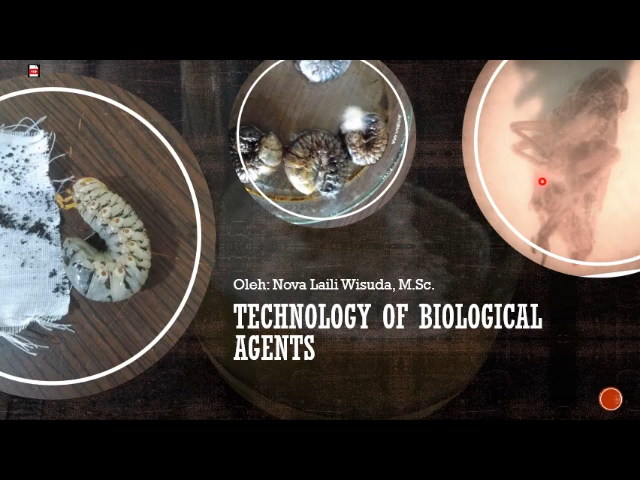 Oleh: Nova Laili Wisuda, M.Sc.
TECHNOLOGY OF BIOLOGICAL
AGENTS